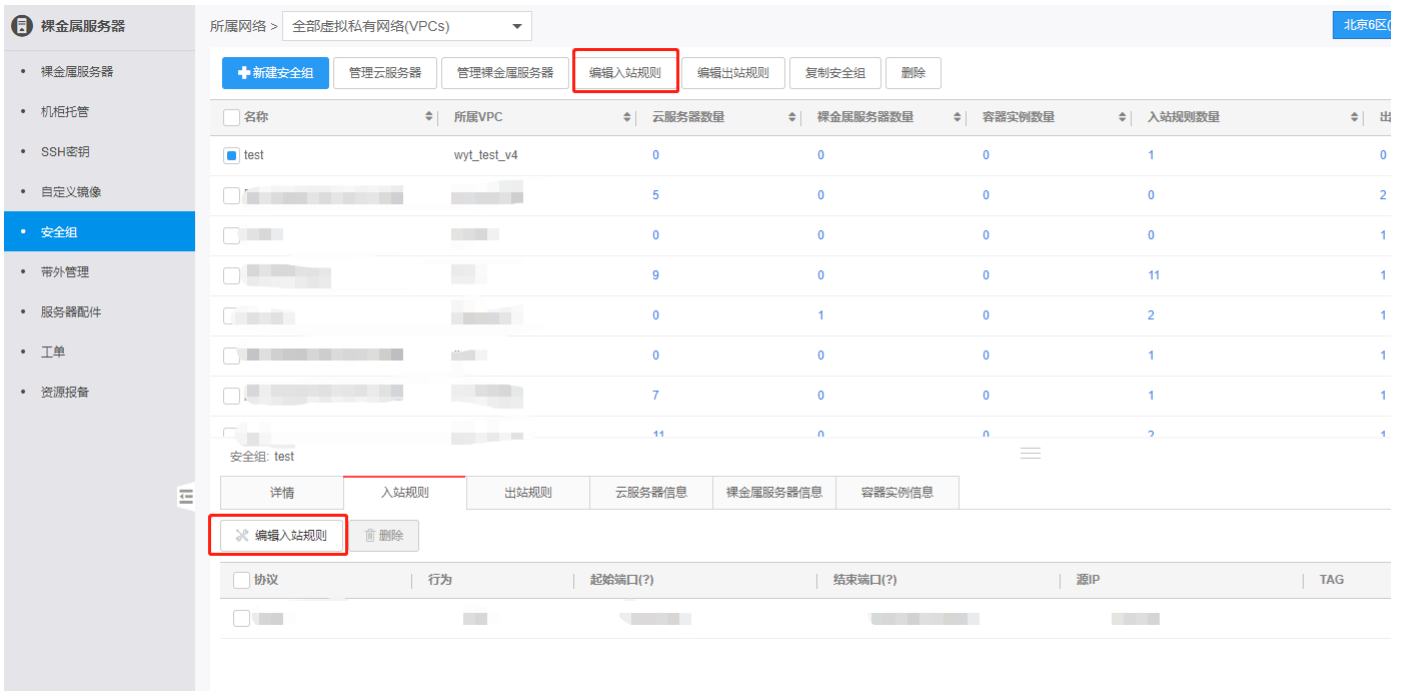 裸金属服务器
所属网络 > 全部虚拟私有网络(VPCs)
北京6区(
裸金属服务器
机柜托管
SSH密钥
自定义镜像
安全组
带外管理
服务器配件
工单
资源报备
新建安全组 管理云服务器 管理裸金属服务器 编辑入站规则 编辑出站规则 复制安全组 删除
名称 所属VPC 云服务器数量 裸金属服务器数量 容器实例数量 入站规则数量 出
test wyt_test_v4 0 0 0 1 0
5 0 0 0 2
0 0 0 0 1
9 0 0 11 1
0 1 0 2 1
0 0 0 1 1
7 0 0 1 1
11 0 0 2 1
安全组: test
详情 入站规则 出站规则 云服务器信息 裸金属服务器信息 容器实例信息
编辑入站规则 删除
协议 行为 起始端口(?) 结束端口(?) 源IP TAG